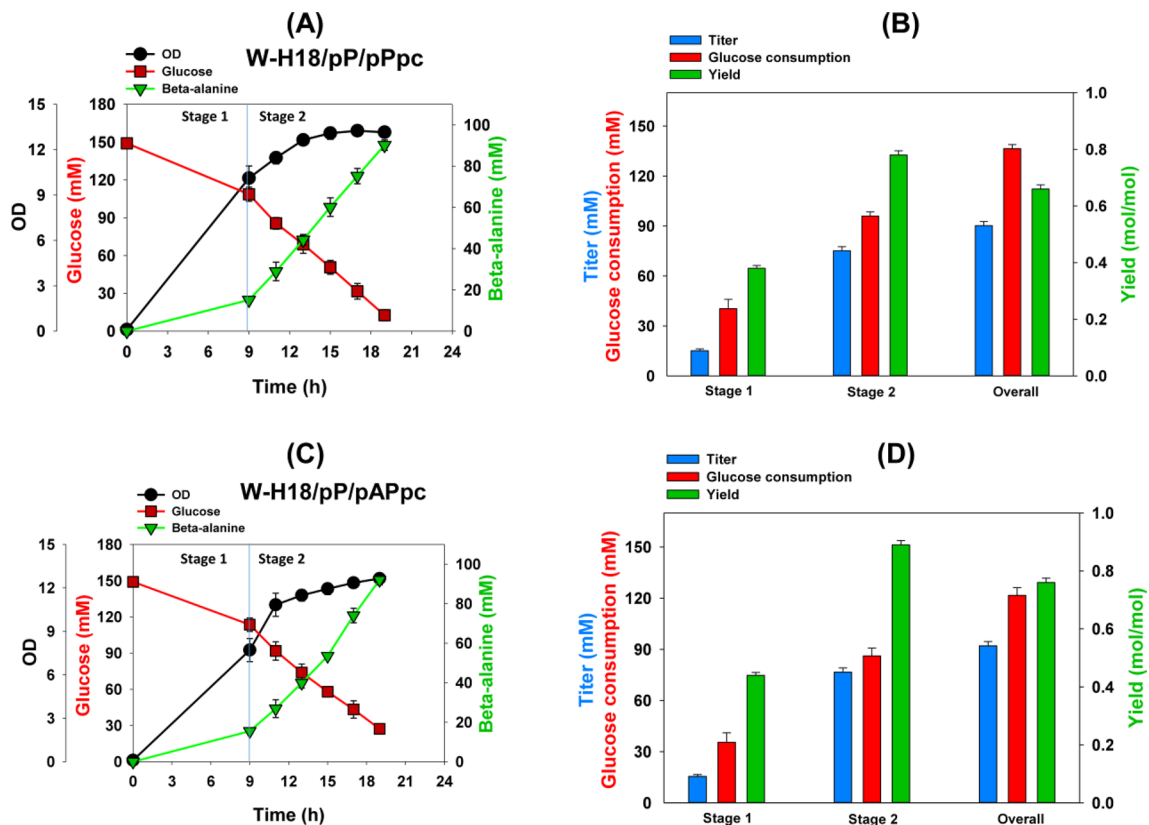 (A)
OD
Glucose
Beta-alanine
W-H18/pP/pPpc
15
12
9
6
3
0
OD
180
150
120
90
60
30
0
Glucose (mM)
Stage 1
Stage 2
100
80
60
40
20
0
Beta-alanine (mM)
0 3 6 9 12 15 18 21 24
Time (h)
(B)
Titer
Glucose consumption
Yield
150
120
90
60
30
0
Titer (mM)
Glucose consumption (mM)
1.0
0.8
0.6
0.4
0.2
0.0
Yield (mol/mol)
Stage 1 Stage 2 Overall
(C)
OD
Glucose
Beta-alanine
W-H18/pP/pAPpc
15
12
9
6
3
0
OD
180
150
120
90
60
30
0
Glucose (mM)
Stage 1
Stage 2
100
80
60
40
20
0
Beta-alanine (mM)
0 3 6 9 12 15 18 21 24
Time (h)
(D)
Titer
Glucose consumption
Yield
150
120
90
60
30
0
Titer (mM)
Glucose consumption (mM)
1.0
0.8
0.6
0.4
0.2
0.0
Yield (mol/mol)
Stage 1 Stage 2 Overall